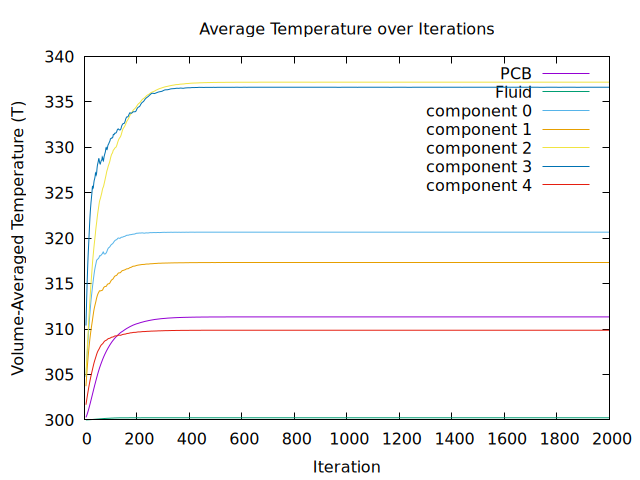 Average Temperature over Iterations
Volume-Averaged Temperature (T)
340
335
330
325
320
315
310
305
300
PCB
Fluid
component 0
component 1
component 2
component 3
component 4
0 200 400 600 800 1000 1200 1400 1600 1800 2000
Iteration